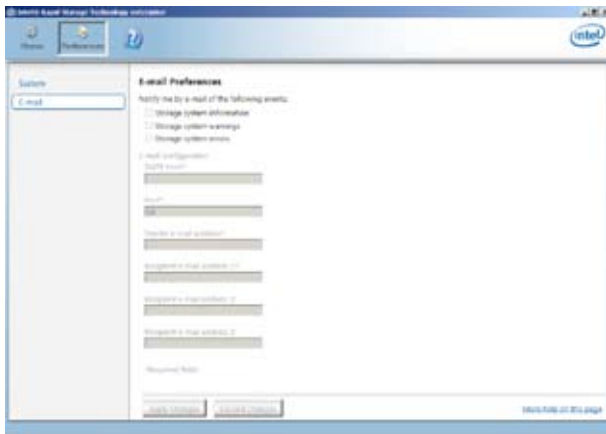 Intel® Rapid Storage Technology enterprise
Home
Preferences
intel
System
E-mail
E-mail Preferences
Notify me by e-mail of the following events:
Storage system information
Storage system warnings
Storage system errors
E-mail configuration
SMTP host*
Port*
Sender e-mail address*
Recipient e-mail address 1*
Recipient e-mail address 2
Recipient e-mail address 3
*Required fields
Apply Changes
Discard Changes
More help on this page